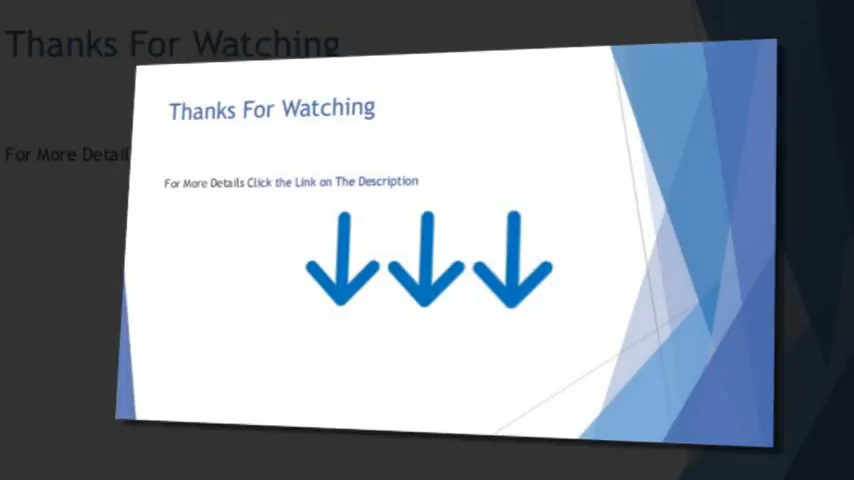 Thanks For Watching
For More Detail
Thanks For Watching
For More Details Click the Link on The Description